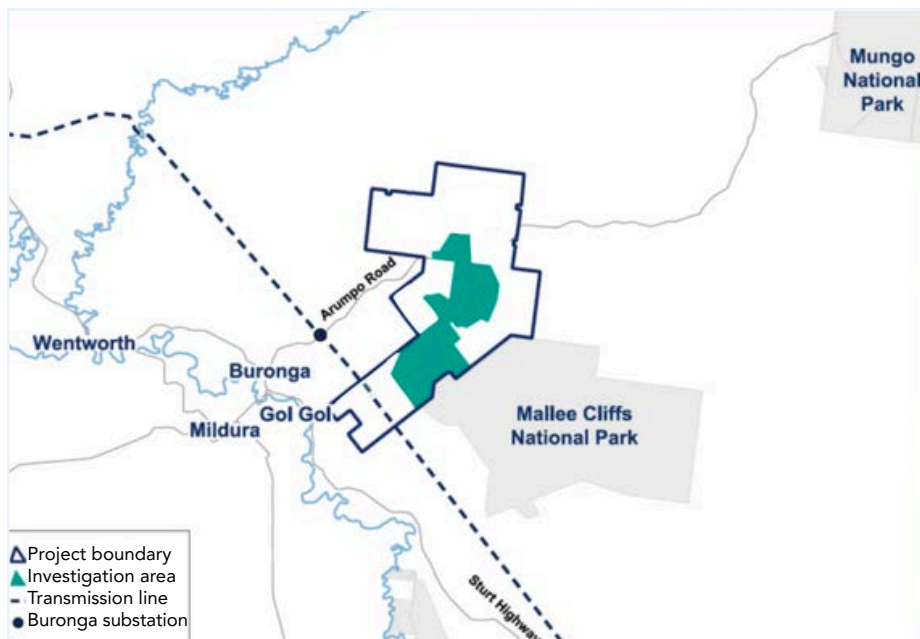 Mungo
National
Park
Arumpo Road
Wentworth
Buronga
Gol Gol
Mildura
Mallee Cliffs
National Park
Sturt Highway
Project boundary
Investigation area
Transmission line
Buronga substation